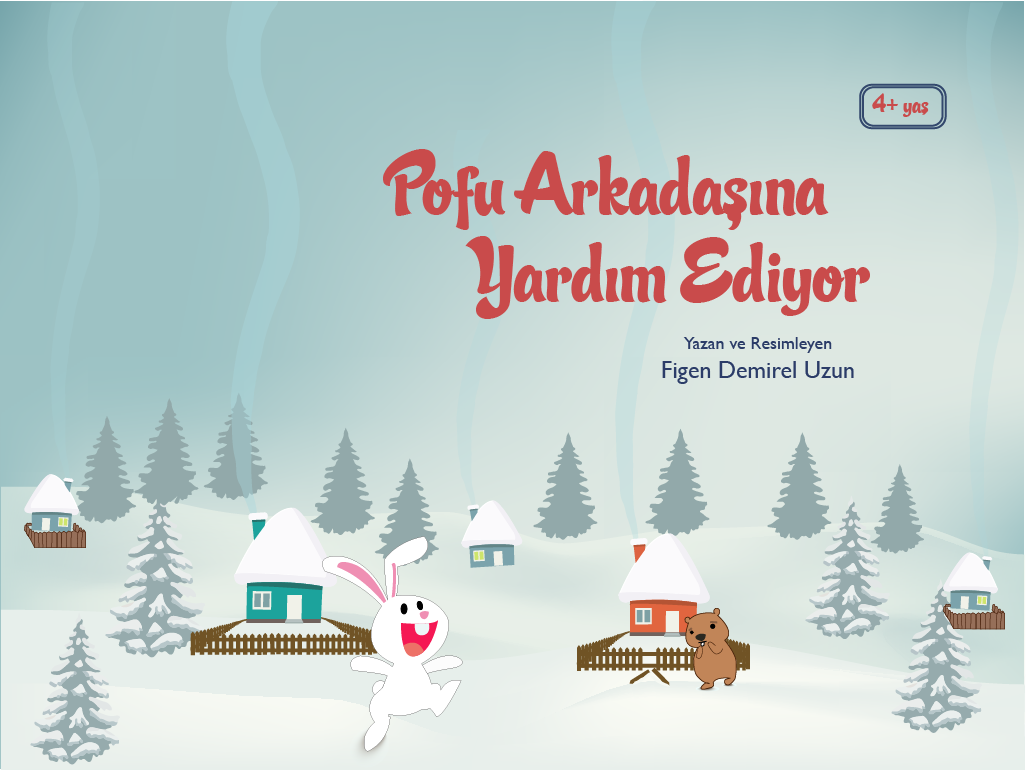 4+ yaş
Pofu Arkadaşına
Yardım Ediyor
Yazan ve Resimleyen
Figen Demirel Uzun